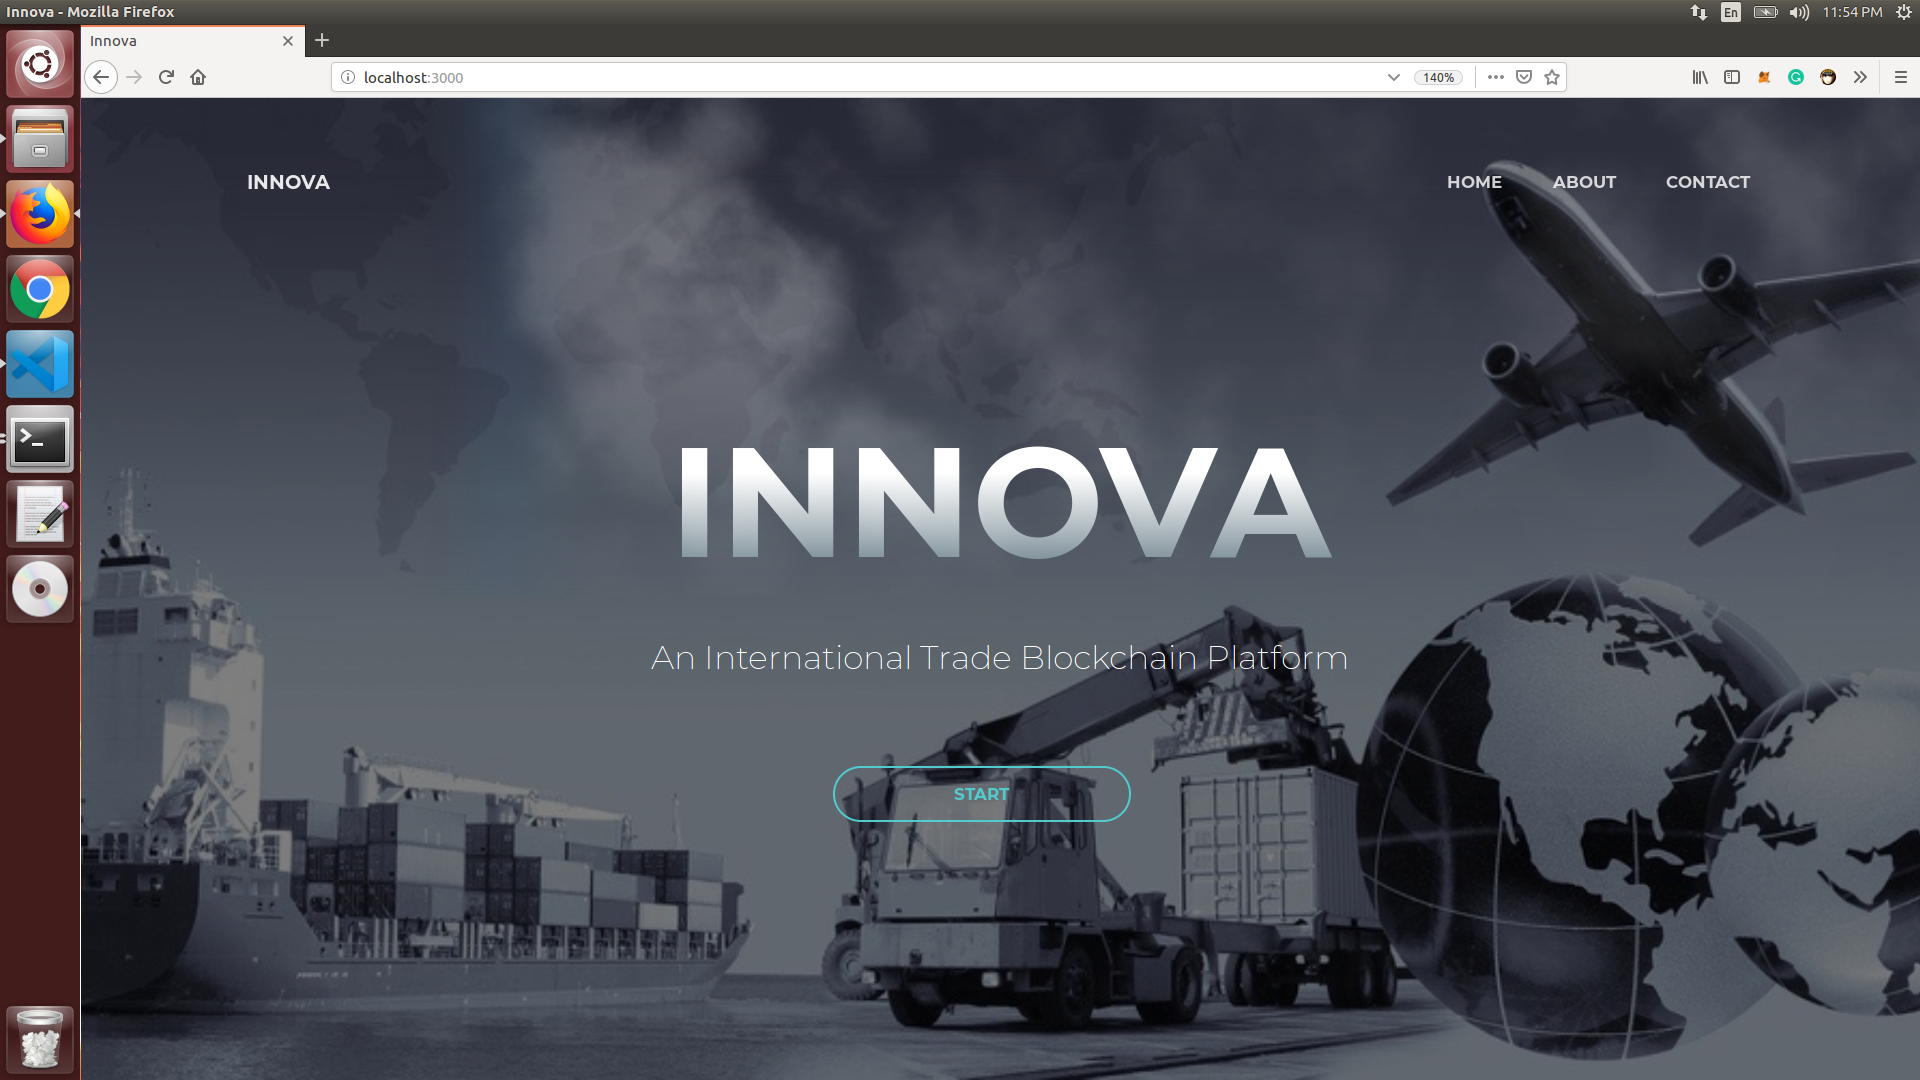 Innova - Mozilla Firefox
En
11:54 PM
Innova
localhost:3000
140%
INNOVA
HOME
ABOUT
CONTACT
INNOVA
An International Trade Blockchain Platform
START